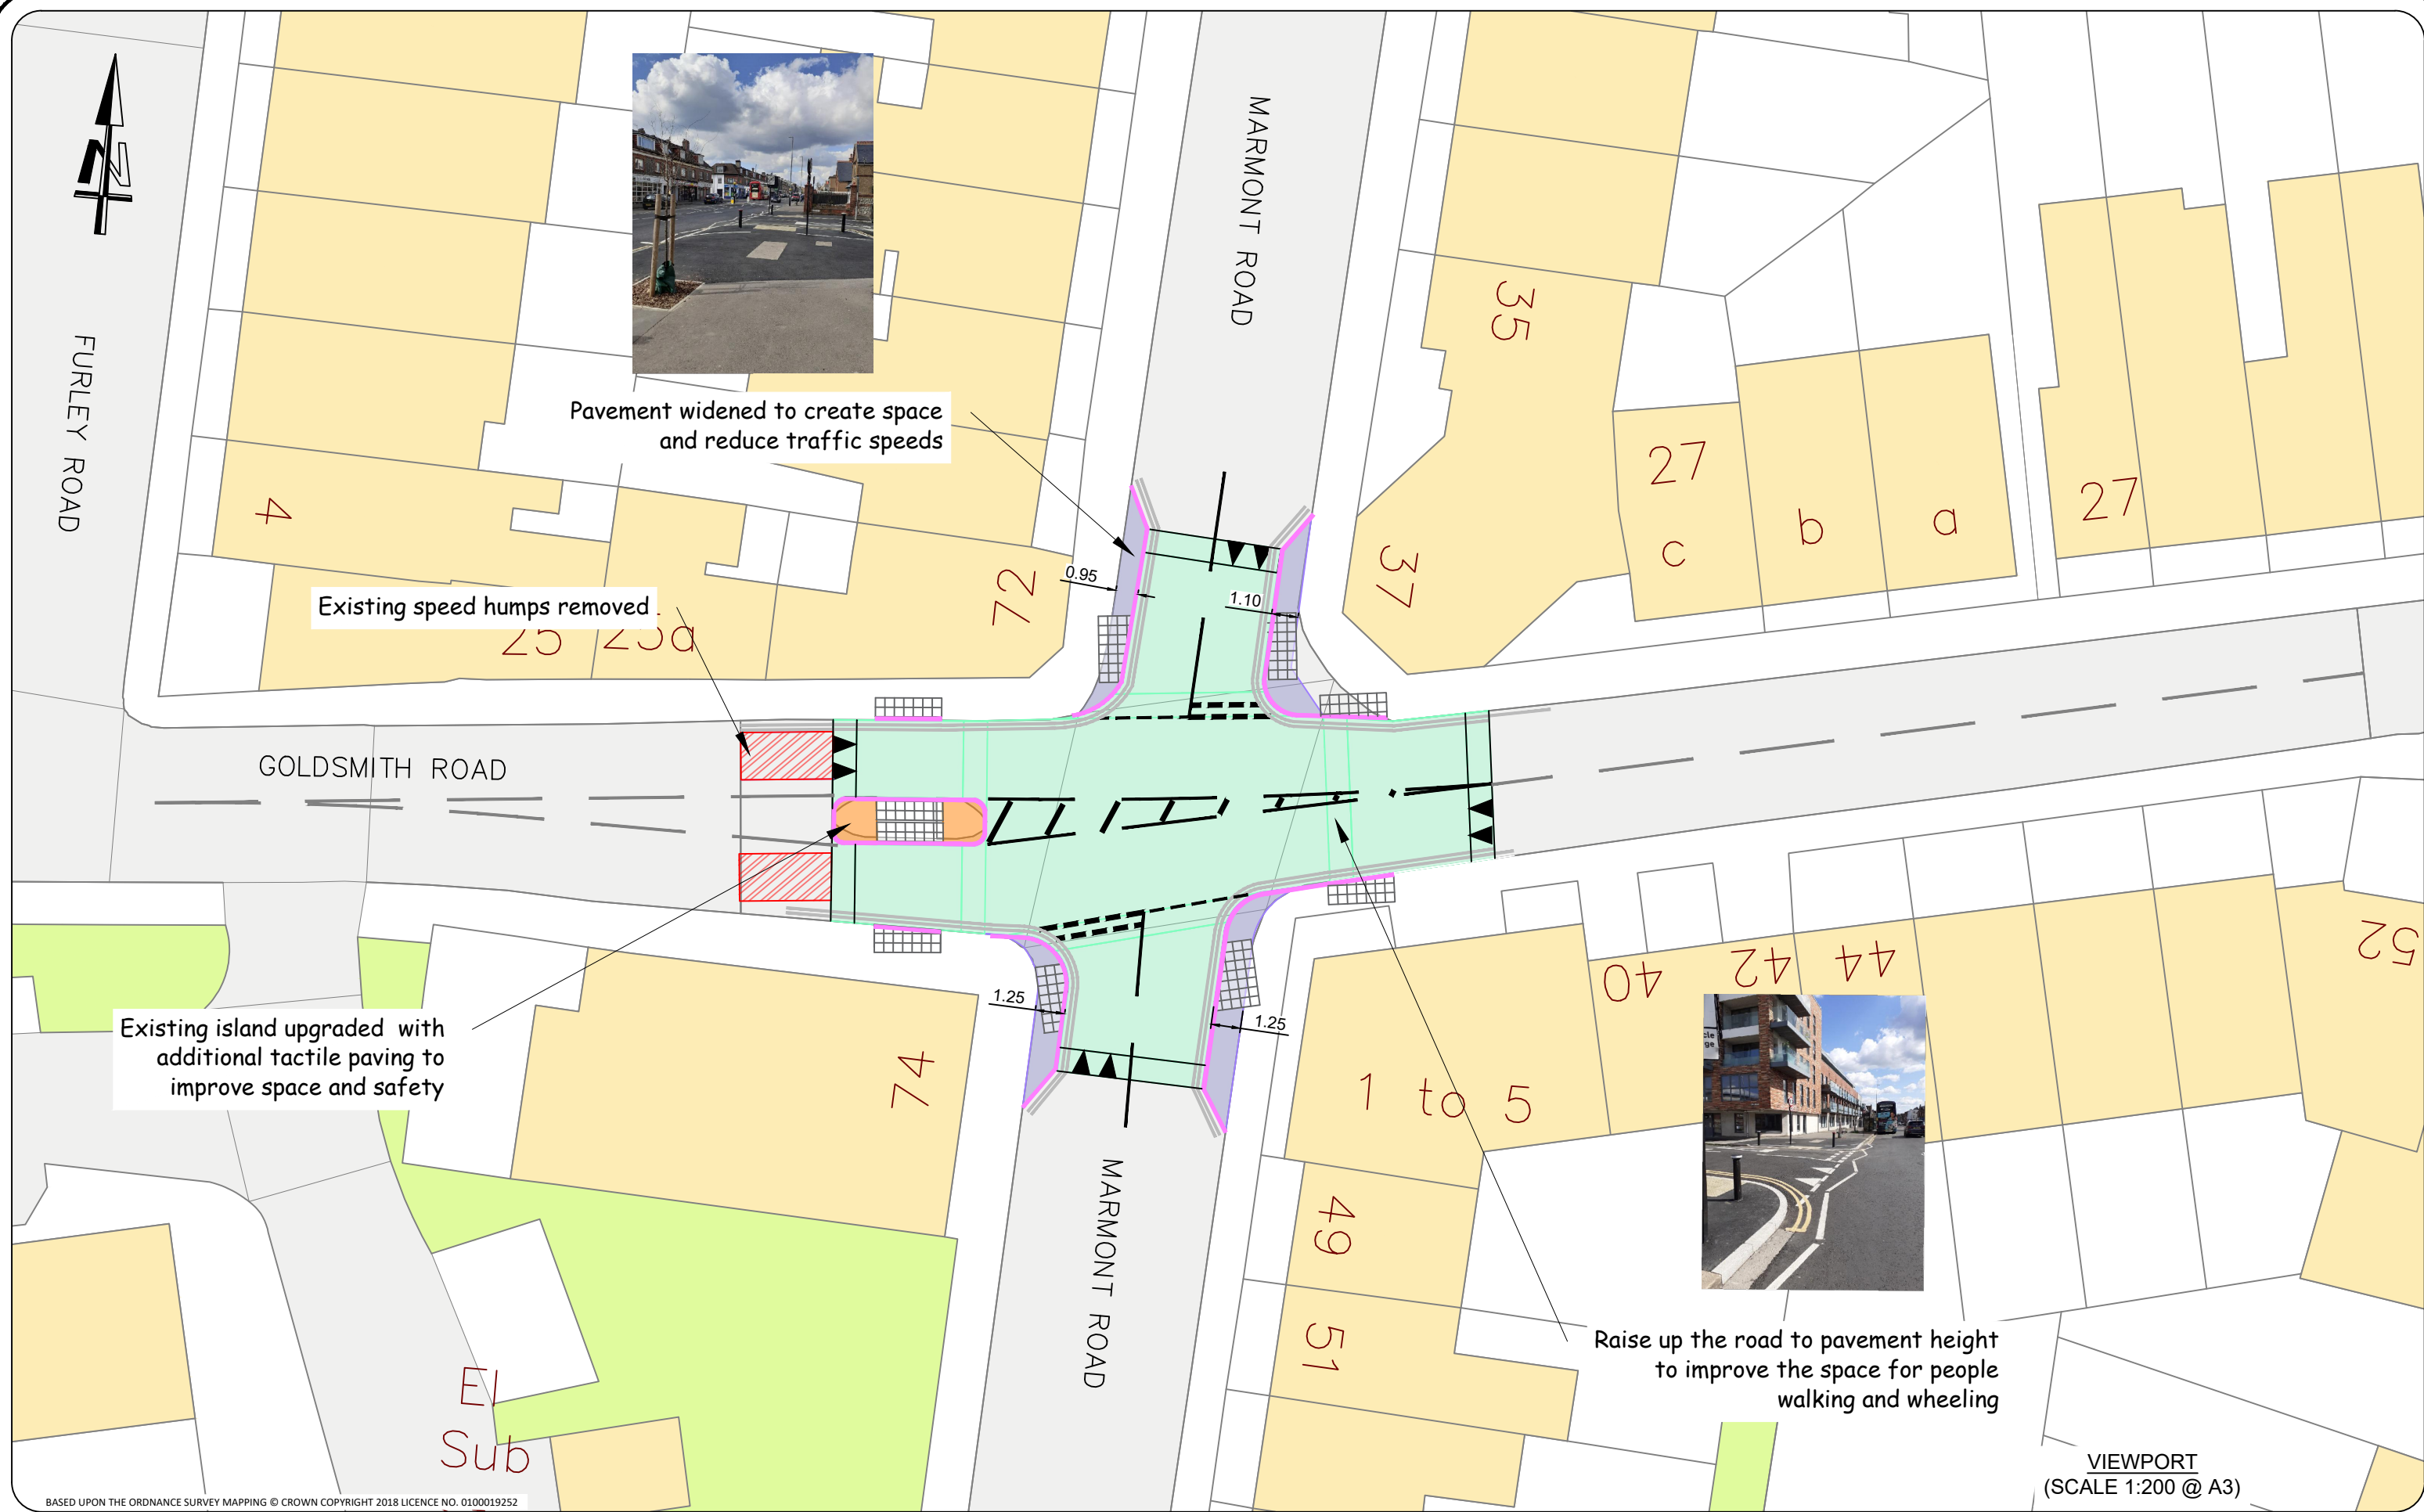 MARMONT ROAD
FURLEY ROAD
Pavement widened to create space
and reduce traffic speeds
35
27
c
b
a
27
4
37
72
0.95
1.10
Existing speed humps removed
25
25a
GOLDSMITH ROAD
1.25
1.25
Existing island upgraded with
additional tactile paving to
improve space and safety
74
1 to 5
40
42
44
52
49
51
MARMONT ROAD
Raise up the road to pavement height
to improve the space for people
walking and wheeling
El
Sub
VIEWPORT
(SCALE 1:200 @ A3)
BASED UPON THE ORDNANCE SURVEY MAPPING © CROWN COPYRIGHT 2018 LICENCE NO. 0100019252
N